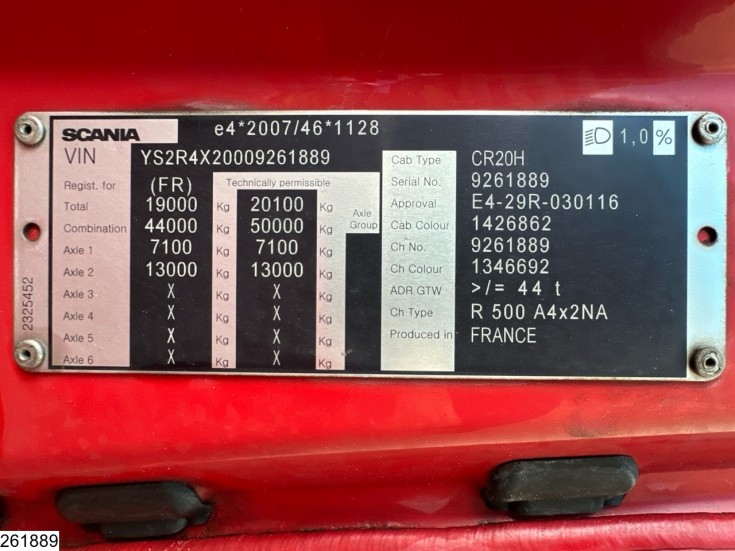 SCANIA e4*2007/46*1128 1,0%
VIN YS2R4X20009261889
Regist. for (FR) Technically permissible
Total 19000 Kg 20100 Kg Axle Group
Combination 44000 Kg 50000 Kg
Axle 1 7100 Kg 7100 Kg
Axle 2 13000 Kg 13000 Kg
Axle 3 X Kg X Kg
Axle 4 X Kg X Kg
Axle 5 X Kg X Kg
Axle 6 X Kg X Kg
Cab Type CR20H
Serial No. 9261889
Approval E4-29R-030116
Cab Colour 1426862
Ch No. 9261889
Ch Colour 1346692
ADR GTW >/= 44 t
Ch Type R 500 A4x2NA
Produced in FRANCE
2325452
261889